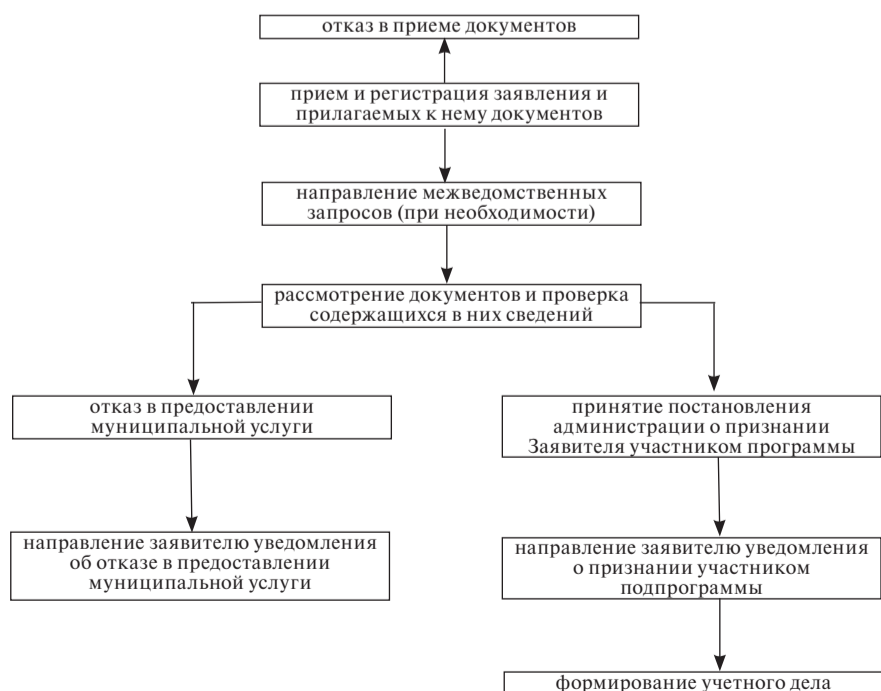 отказ в приеме документов
прием и регистрация заявления и
прилагаемых к нему документов
направление межведомственных
запросов (при необходимости)
рассмотрение документов и проверка
содержащихся в них сведений
отказ в предоставлении
муниципальной услуги
принятие постановления
администрации о признании
Заявителя участником программы
направление заявителю уведомления
об отказе в предоставлении
муниципальной услуги
направление заявителю уведомления
о признании участником
подпрограммы
формирование учетного дела